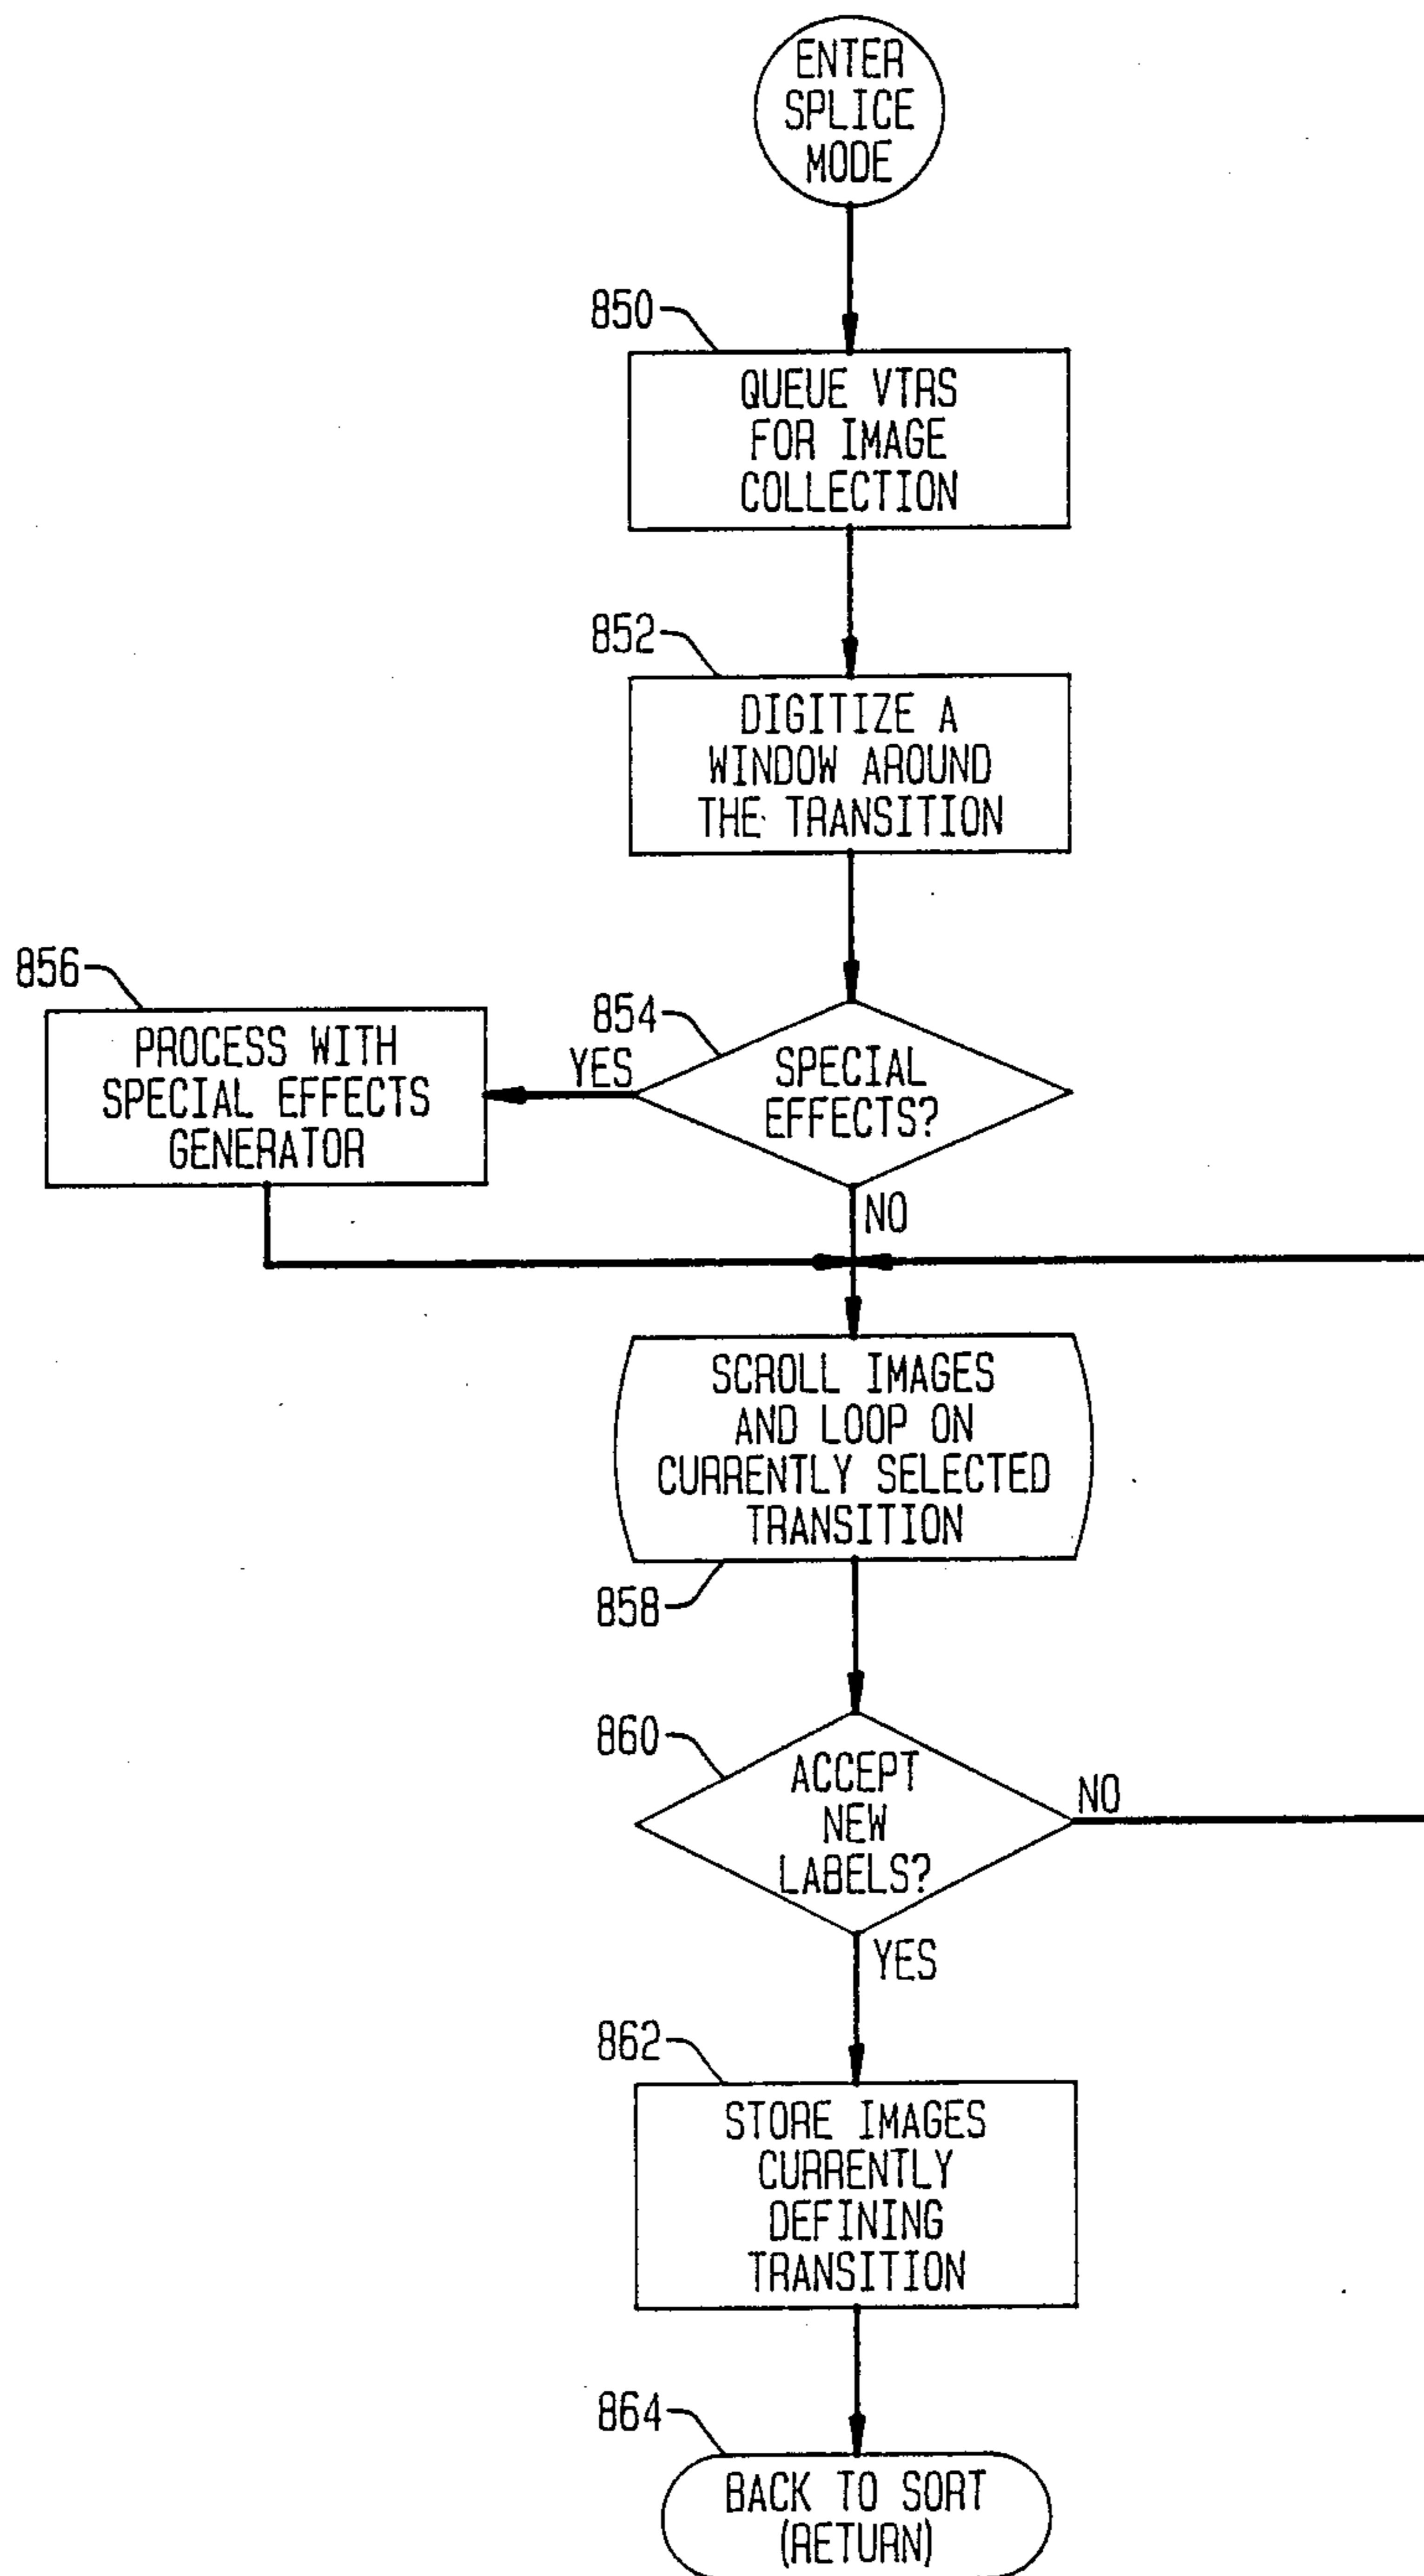 ENTER
SPLICE
MODE
850
QUEUE VTRS
FOR IMAGE
COLLECTION
852
DIGITIZE A
WINDOW AROUND
THE TRANSITION
856
PROCESS WITH
SPECIAL EFFECTS
GENERATOR
854
YES
SPECIAL
EFFECTS?
NO
SCROLL IMAGES
AND LOOP ON
CURRENTLY SELECTED
TRANSITION
858
860
ACCEPT
NEW
LABELS?
NO
YES
862
STORE IMAGES
CURRENTLY
DEFINING
TRANSITION
864
BACK TO SORT
(RETURN)